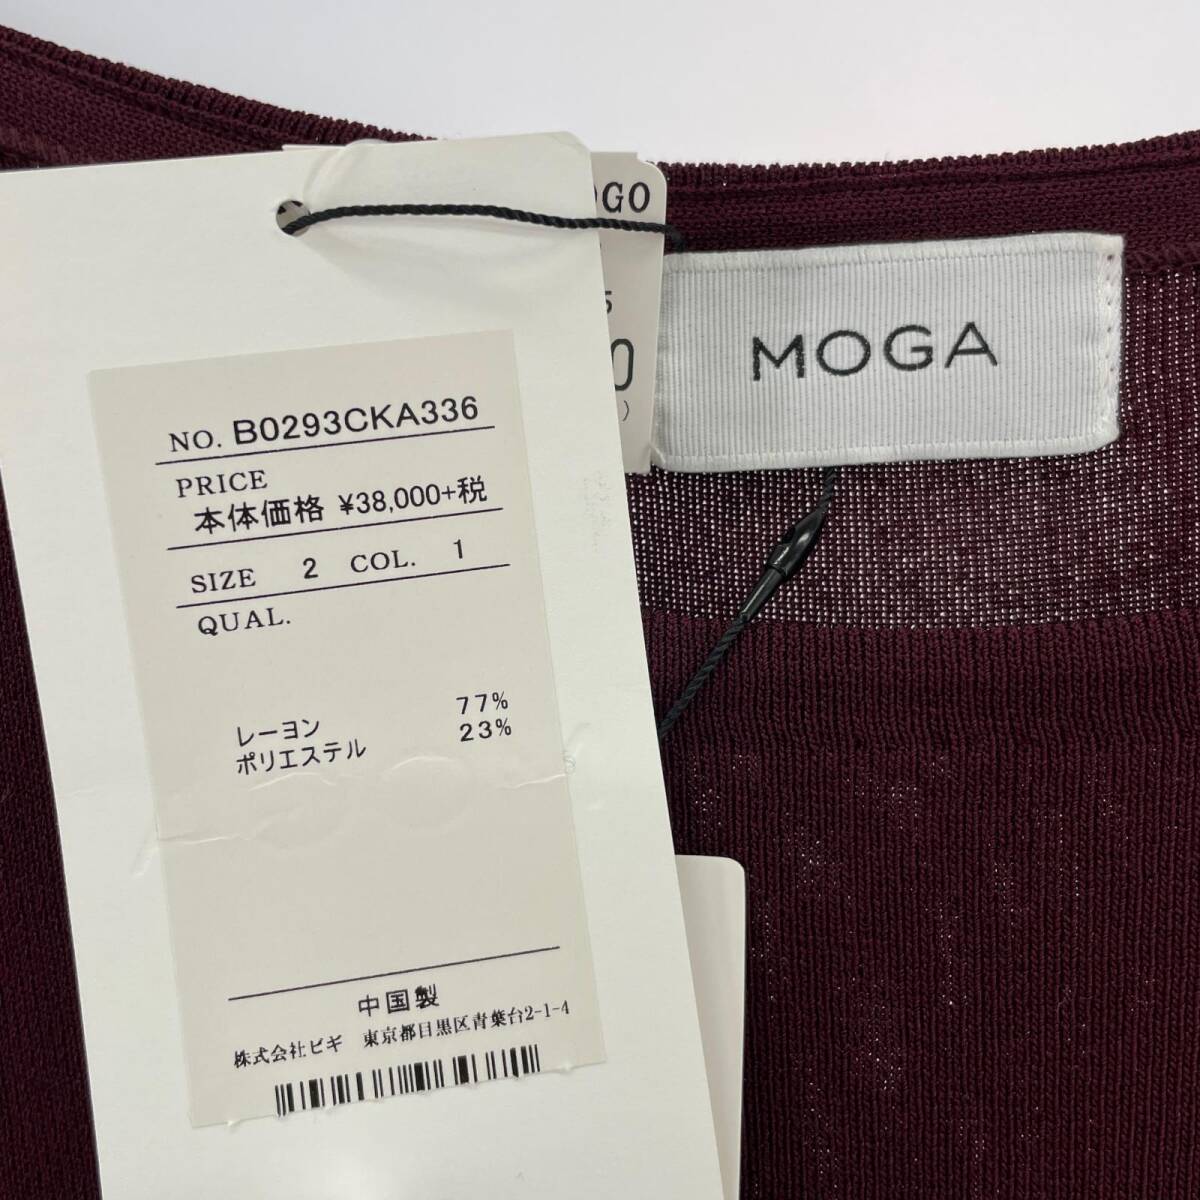 NO. B0293CKA336
PRICE
本体価格 ¥38,000+税
SIZE 2 COL. 1
QUAL.
レーヨン 77%
ポリエステル 23%
中国製
株式会社ビギ 東京都目黒区青葉台2-1-4
MOGA